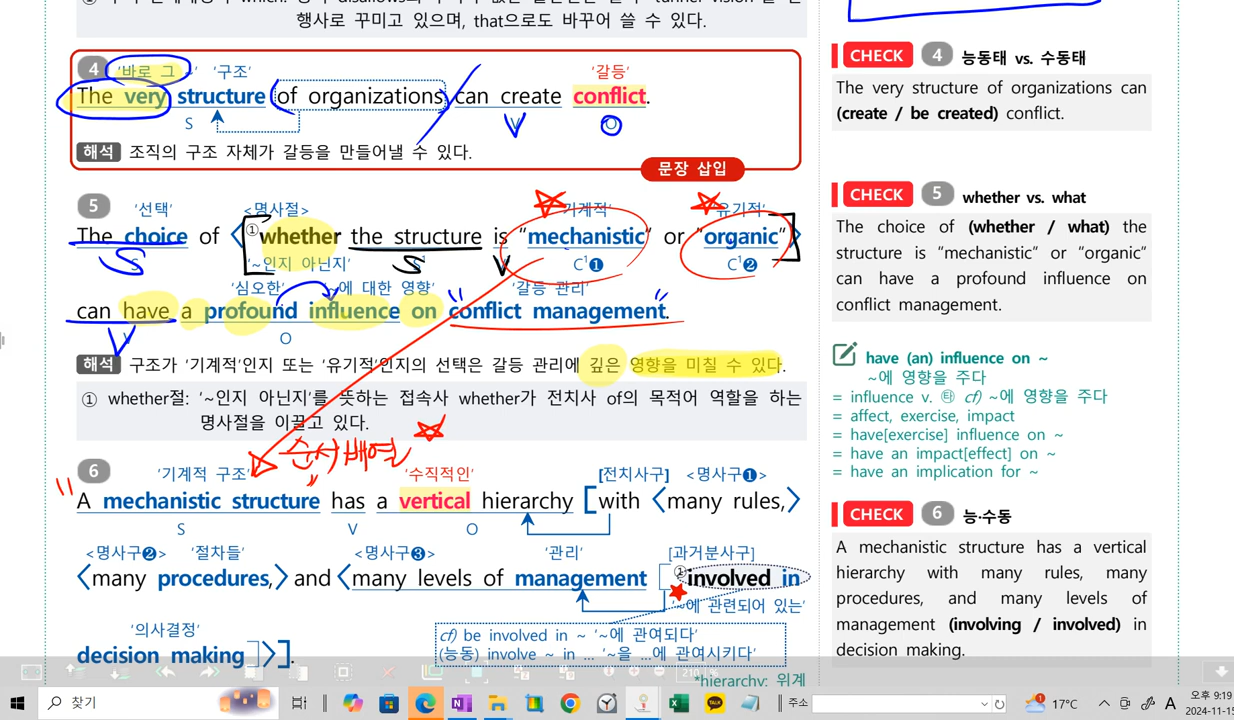 행사로 꾸미고 있으며, that으로도 바꾸어 쓸 수 있다.
4 '바로 그 ~' '구조' '갈등'
The very structure of organizations can create conflict.
S V O
해석 조직의 구조 자체가 갈등을 만들어낼 수 있다.
문장 삽입
5 '선택' <명사절> '기계적' '유기적'
The choice of <①whether the structure is "mechanistic" or "organic">
S '~인지 아닌지' S V C¹❶ C¹❷
'심오한' '~에 대한 영향' '갈등 관리'
can have a profound influence on "conflict management."
V O
해석 구조가 '기계적'인지 또는 '유기적'인지의 선택은 갈등 관리에 깊은 영향을 미칠 수 있다.
① whether절: '~인지 아닌지'를 뜻하는 접속사 whether가 전치사 of의 목적어 역할을 하는
명사절을 이끌고 있다.
순서배열
6 '기계적 구조' '수직적인' [전치사구] <명사구❶>
"A mechanistic structure" has a vertical hierarchy [with <many rules,>
S V O
<명사구❷> '절차들' <명사구❸> '관리' [과거분사구]
<many procedures,> and <many levels of management [①involved in
'~에 관련되어 있는'
'의사결정'
decision making]>].
cf) be involved in ~ '~에 관여되다'
(능동) involve ~ in ... '~을 ...에 관여시키다'
*hierarchy: 위계
CHECK 4 능동태 vs. 수동태
The very structure of organizations can
(create / be created) conflict.
CHECK 5 whether vs. what
The choice of (whether / what) the
structure is "mechanistic" or "organic"
can have a profound influence on
conflict management.
have (an) influence on ~
~에 영향을 주다
= influence v. ㉺ cf) ~에 영향을 주다
= affect, exercise, impact
= have[exercise] influence on ~
= have an impact[effect] on ~
= have an implication for ~
CHECK 6 능·수동
A mechanistic structure has a vertical
hierarchy with many rules, many
procedures, and many levels of
management (involving / involved) in
decision making.
찾기
주소
17°C
A
오후 9:19
2024-11-15